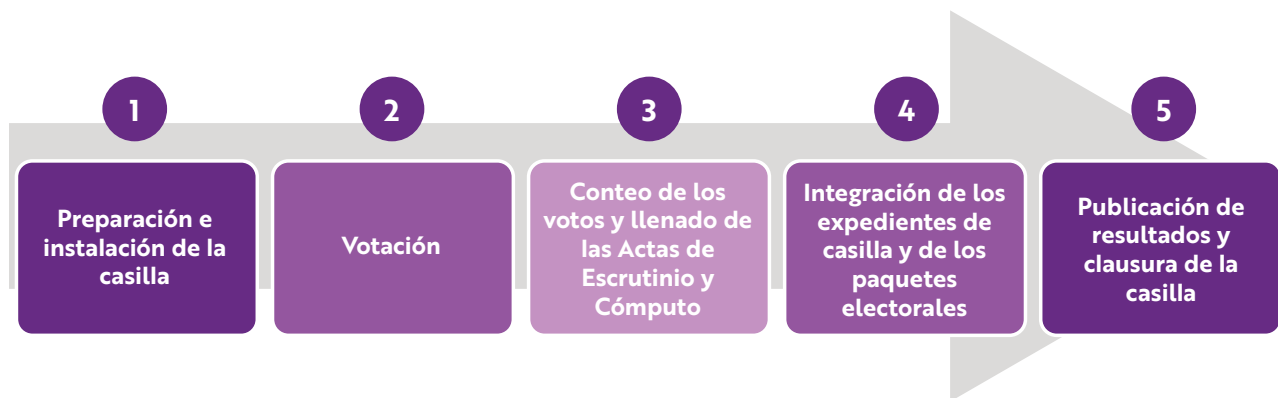 1
Preparación e
instalación de la
casilla
2
Votación
3
Conteo de los
votos y llenado de
las Actas de
Escrutinio y
Cómputo
4
Integración de los
expedientes de
casilla y de los
paquetes
electorales
5
Publicación de
resultados y
clausura de la
casilla